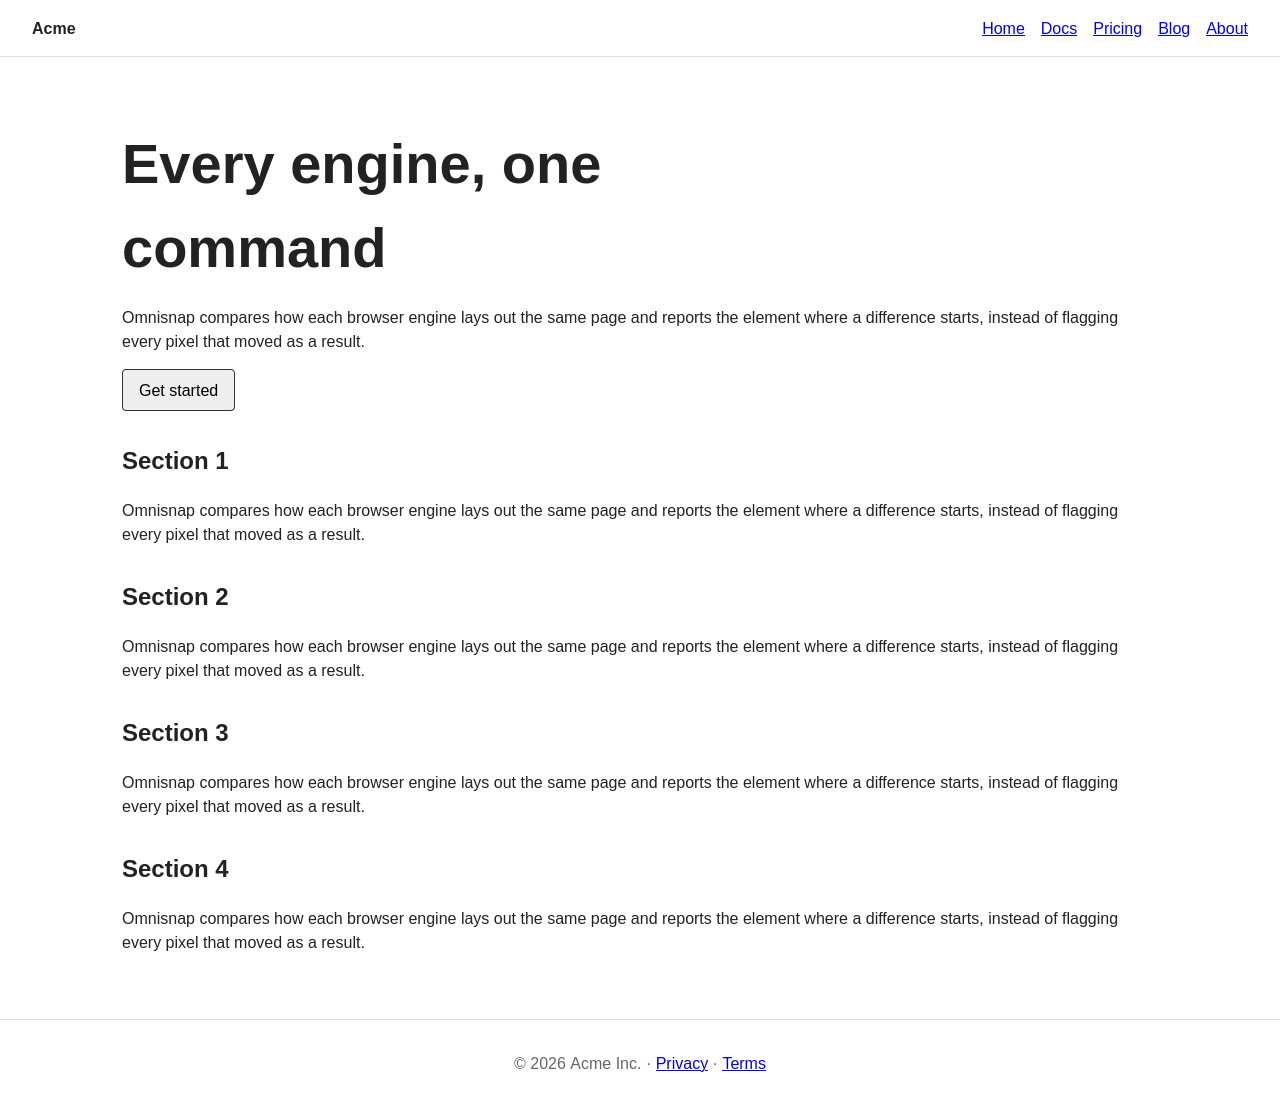 Acme
Home Docs Pricing Blog About
Every engine, one
command
Omnisnap compares how each browser engine lays out the same page and reports the element where a difference starts, instead of flagging
every pixel that moved as a result.
Get started
Section 1
Omnisnap compares how each browser engine lays out the same page and reports the element where a difference starts, instead of flagging
every pixel that moved as a result.
Section 2
Omnisnap compares how each browser engine lays out the same page and reports the element where a difference starts, instead of flagging
every pixel that moved as a result.
Section 3
Omnisnap compares how each browser engine lays out the same page and reports the element where a difference starts, instead of flagging
every pixel that moved as a result.
Section 4
Omnisnap compares how each browser engine lays out the same page and reports the element where a difference starts, instead of flagging
every pixel that moved as a result.
© 2026 Acme Inc. · Privacy · Terms